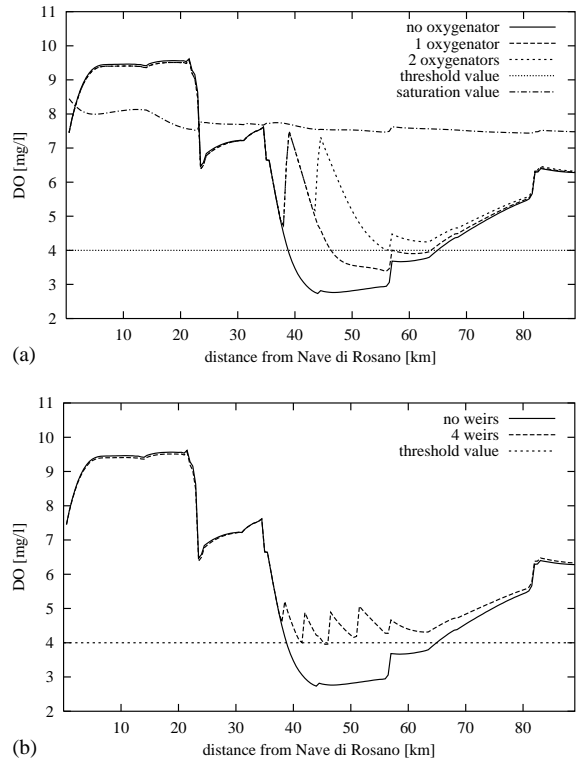 no oxygenator
1 oxygenator
2 oxygenators
threshold value
saturation value
11
10
9
8
7
6
5
4
3
2
DO [mg/l]
10 20 30 40 50 60 70 80
(a)
distance from Nave di Rosano [km]
no weirs
4 weirs
threshold value
11
10
9
8
7
6
5
4
3
2
1
DO [mg/l]
10 20 30 40 50 60 70 80
(b)
distance from Nave di Rosano [km]